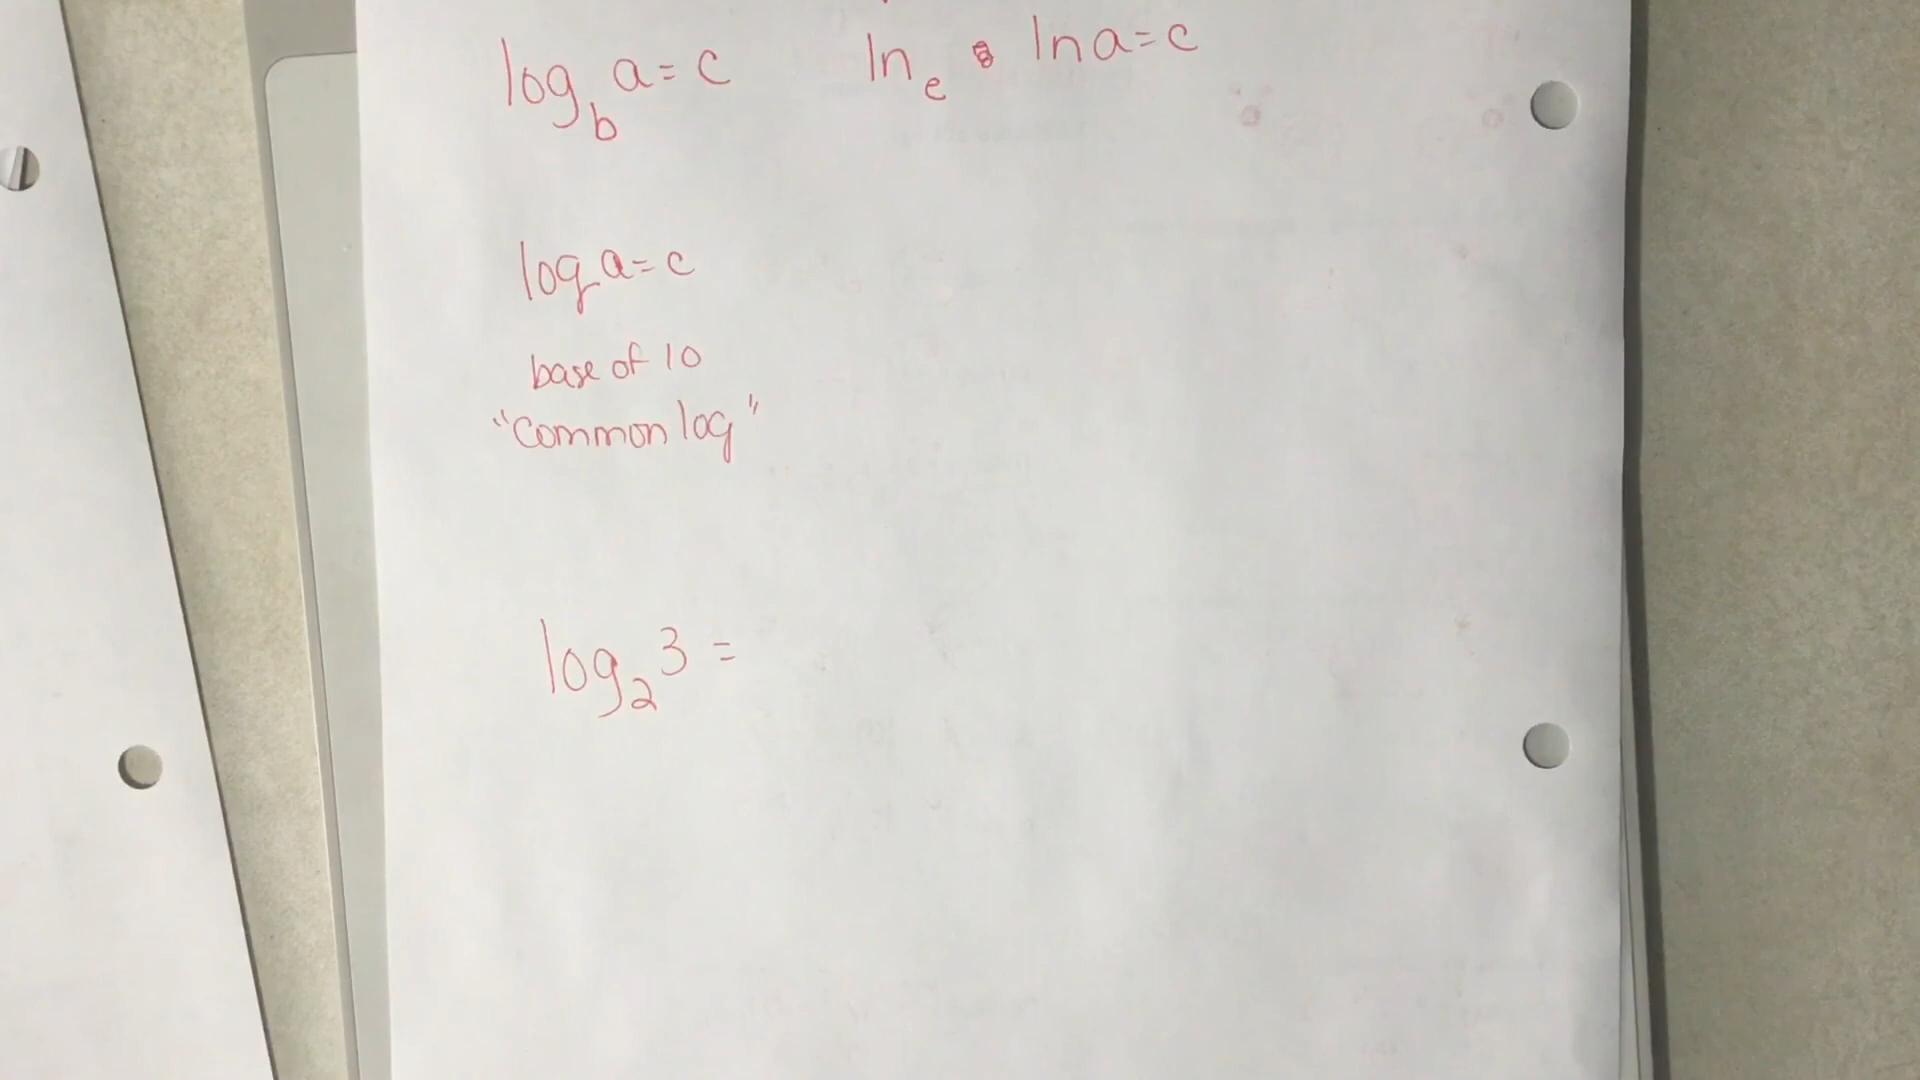 log_b a = c    ln_e    ln a = c
log a = c
base of 10
"Common log"
log_2 3 =